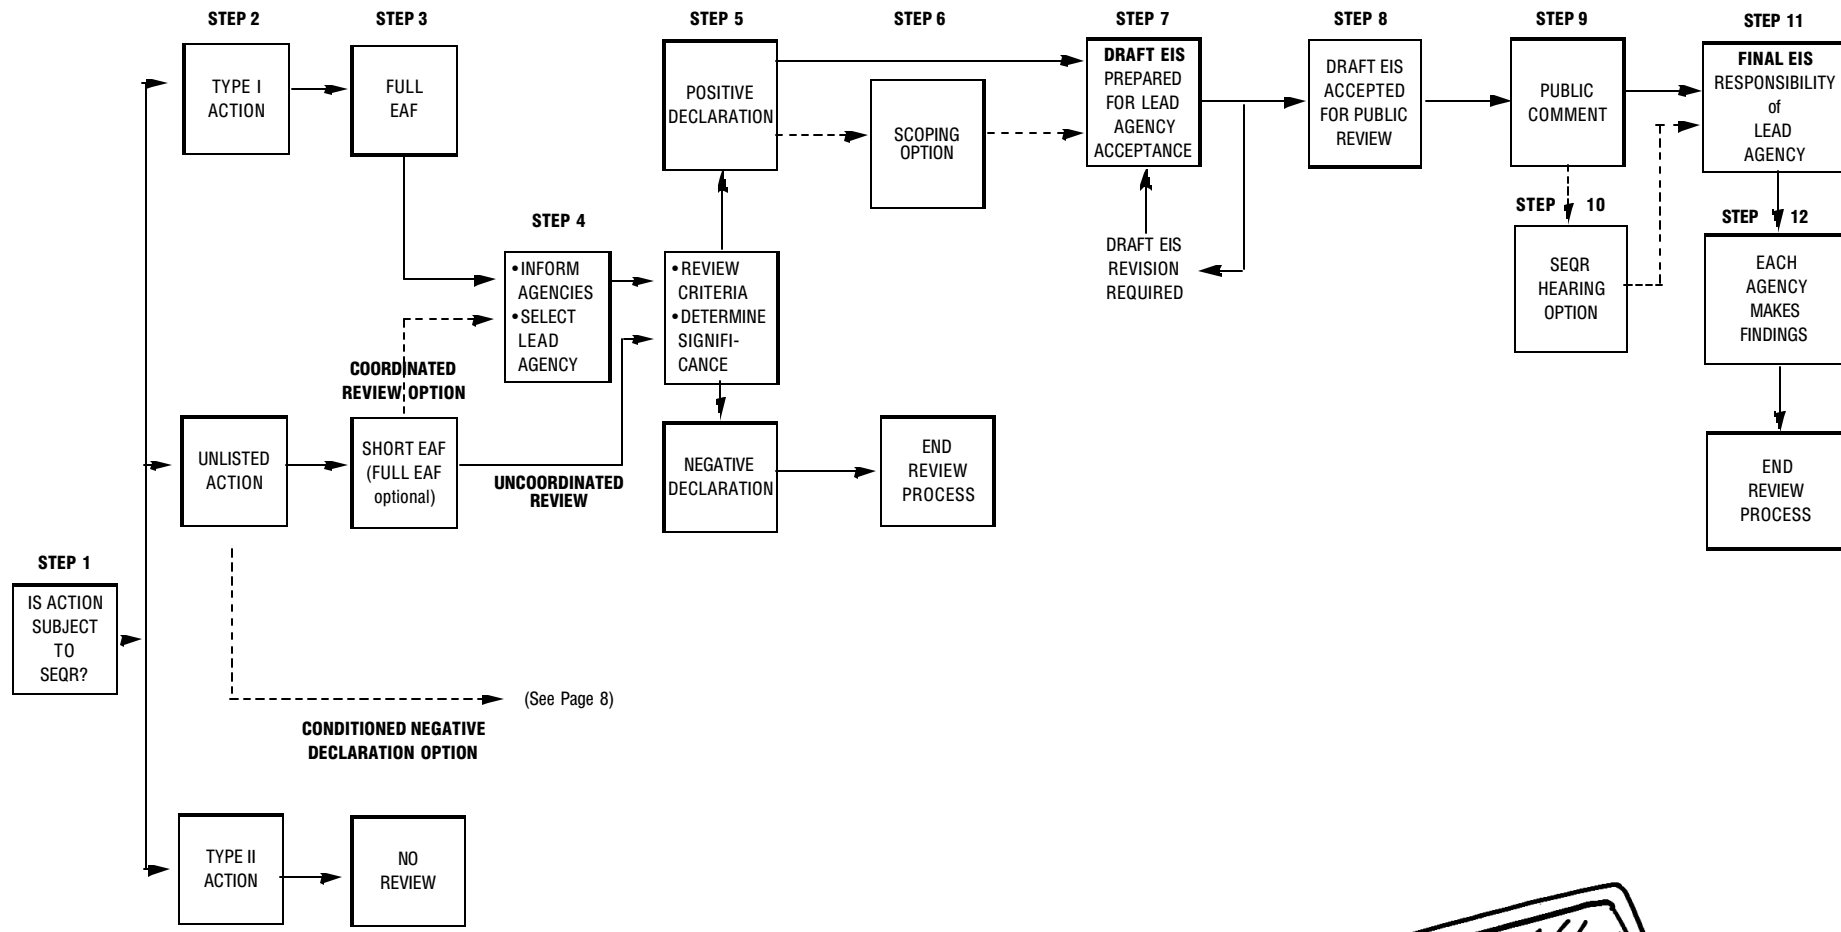 STEP 2
STEP 3
STEP 5
STEP 6
STEP 7
STEP 8
STEP 9
STEP 11
TYPE I
ACTION
FULL
EAF
POSITIVE
DECLARATION
SCOPING
OPTION
DRAFT EIS
PREPARED
FOR LEAD
AGENCY
ACCEPTANCE
DRAFT EIS
ACCEPTED
FOR PUBLIC
REVIEW
PUBLIC
COMMENT
FINAL EIS
RESPONSIBILITY
of
LEAD
AGENCY
STEP 4
STEP 10
STEP 12
•INFORM
AGENCIES
•SELECT
LEAD
AGENCY
•REVIEW
CRITERIA
•DETERMINE
SIGNIFI-
CANCE
DRAFT EIS
REVISION
REQUIRED
SEQR
HEARING
OPTION
EACH
AGENCY
MAKES
FINDINGS
COORDINATED
REVIEW OPTION
UNLISTED
ACTION
SHORT EAF
(FULL EAF
optional)
UNCOORDINATED
REVIEW
NEGATIVE
DECLARATION
END
REVIEW
PROCESS
END
REVIEW
PROCESS
STEP 1
IS ACTION
SUBJECT
TO
SEQR?
(See Page 8)
CONDITIONED NEGATIVE
DECLARATION OPTION
TYPE II
ACTION
NO
REVIEW